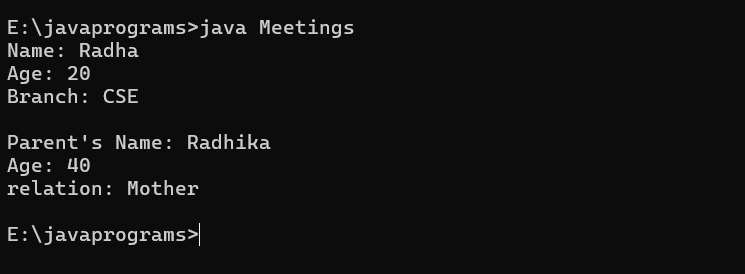 E:\javaprograms>java Meetings
Name: Radha
Age: 20
Branch: CSE
Parent's Name: Radhika
Age: 40
relation: Mother
E:\javaprograms>